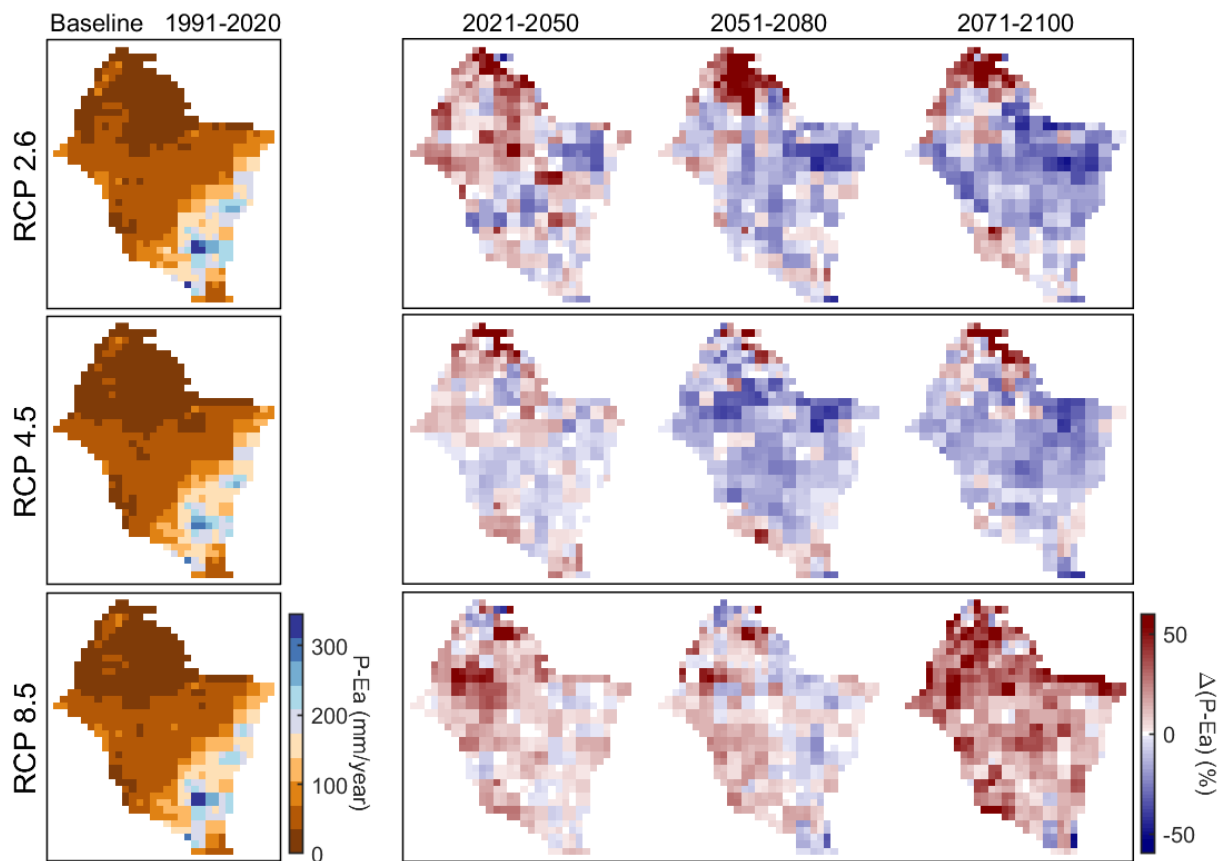 Baseline 1991-2020
2021-2050
2051-2080
2071-2100
RCP 2.6
RCP 4.5
RCP 8.5
300
200
100
0
P-Ea (mm/year)
50
0
-50
Δ(P-Ea) (%)